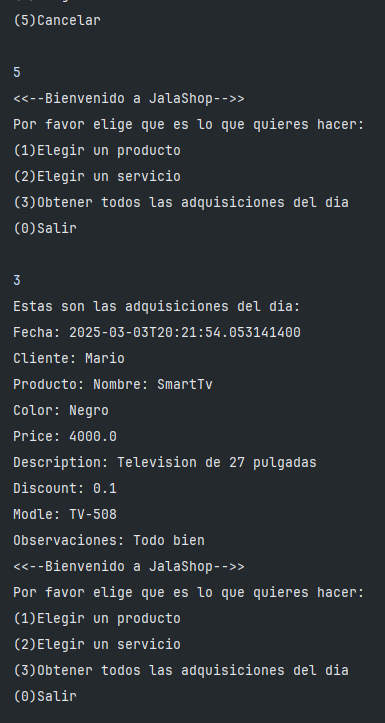 (5)Cancelar
5
<<--Bienvenido a JalaShop-->>
Por favor elige que es lo que quieres hacer:
(1)Elegir un producto
(2)Elegir un servicio
(3)Obtener todos las adquisiciones del dia
(0)Salir
3
Estas son las adquisiciones del dia:
Fecha: 2025-03-03T20:21:54.053141400
Cliente: Mario
Producto: Nombre: SmartTv
Color: Negro
Price: 4000.0
Description: Television de 27 pulgadas
Discount: 0.1
Modle: TV-508
Observaciones: Todo bien
<<--Bienvenido a JalaShop-->>
Por favor elige que es lo que quieres hacer:
(1)Elegir un producto
(2)Elegir un servicio
(3)Obtener todos las adquisiciones del dia
(0)Salir